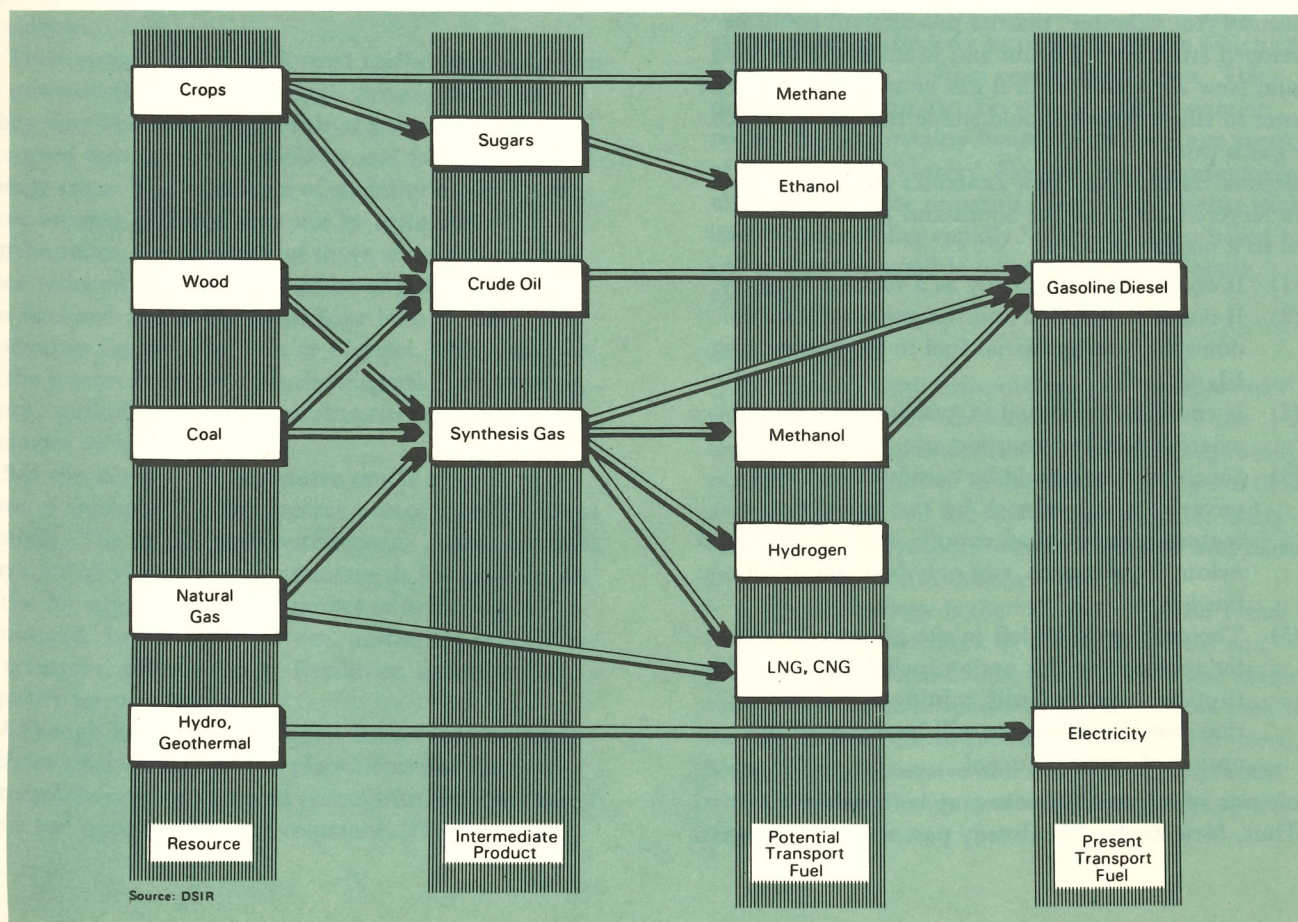 Crops
Wood
Coal
Natural
Gas
Hydro,
Geothermal
Resource
Sugars
Crude Oil
Synthesis Gas
Intermediate
Product
Methane
Ethanol
Methanol
Hydrogen
LNG, CNG
Potential
Transport
Fuel
Gasoline Diesel
Electricity
Present
Transport
Fuel
Source: DSIR